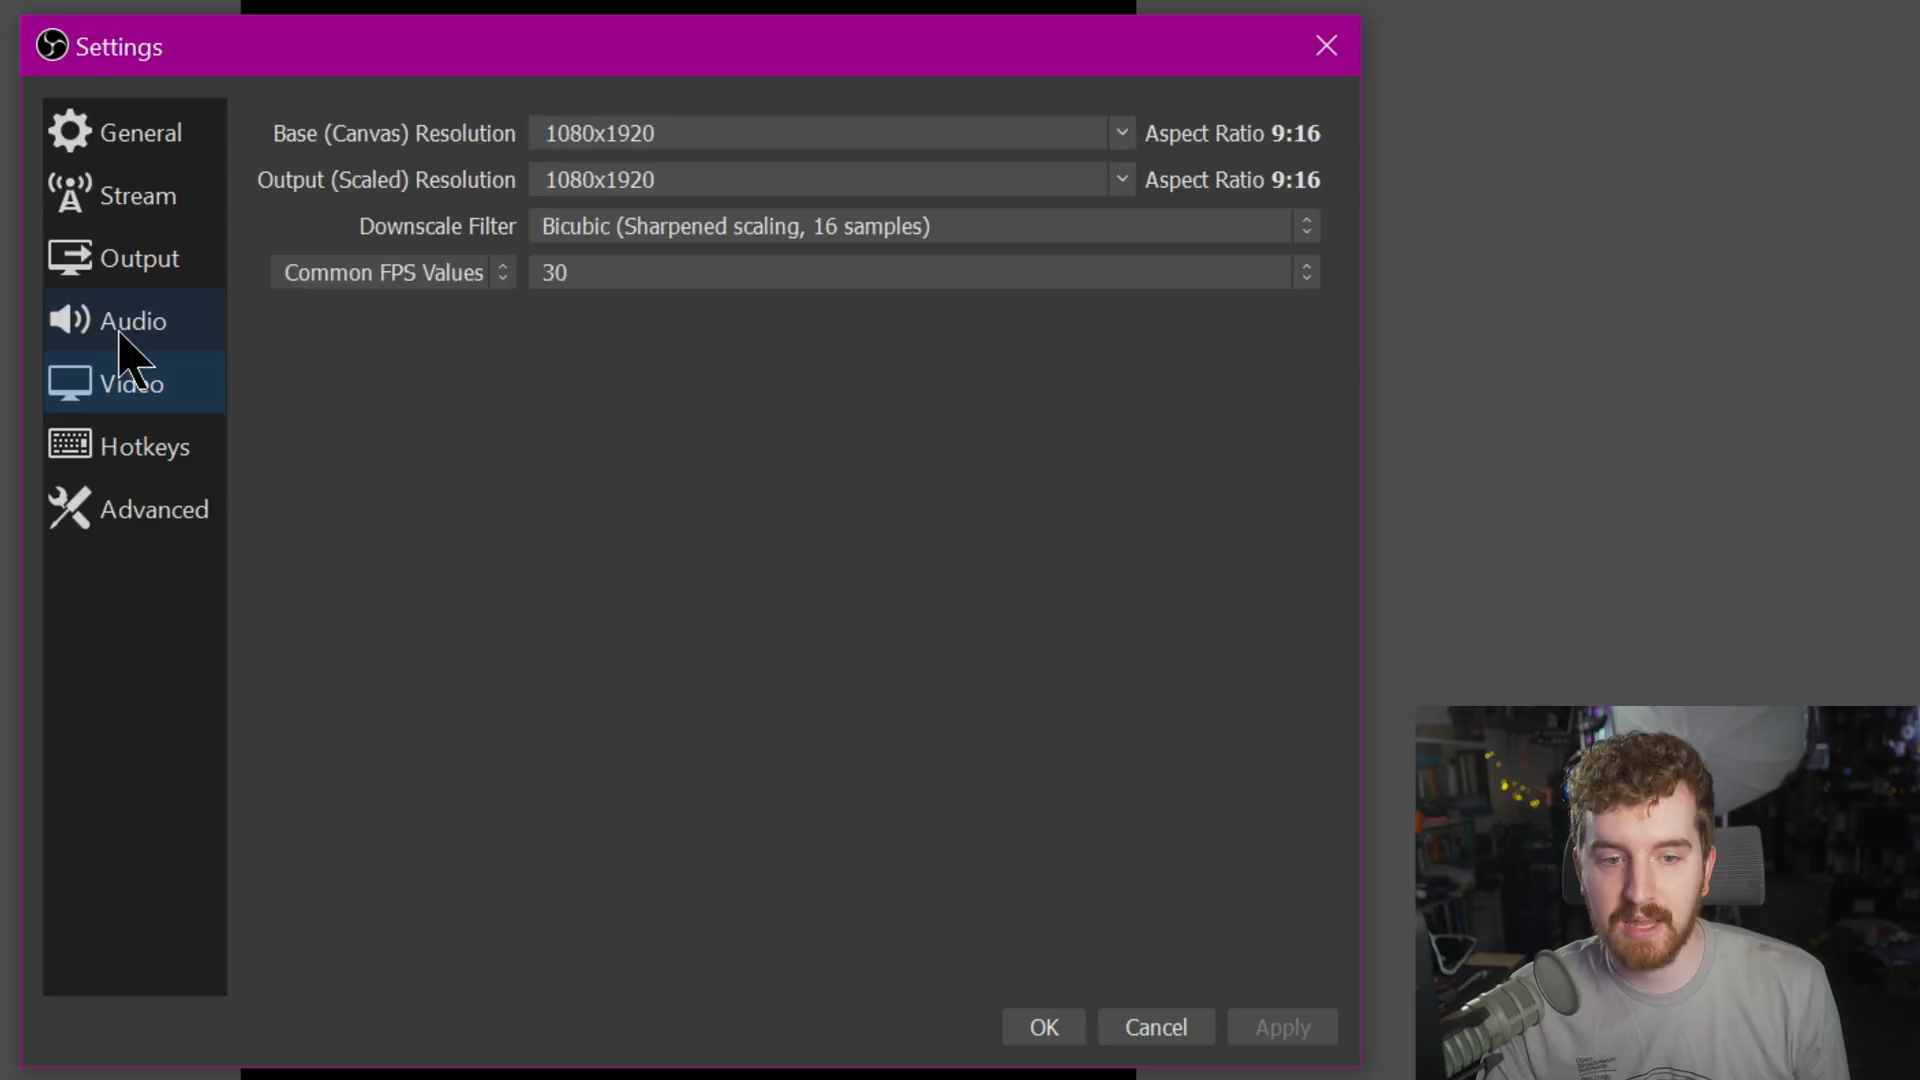 Settings
General
Stream
Output
Audio
Video
Hotkeys
Advanced
Base (Canvas) Resolution 1080x1920 Aspect Ratio 9:16
Output (Scaled) Resolution 1080x1920 Aspect Ratio 9:16
Downscale Filter Bicubic (Sharpened scaling, 16 samples)
Common FPS Values 30
OK Cancel Apply